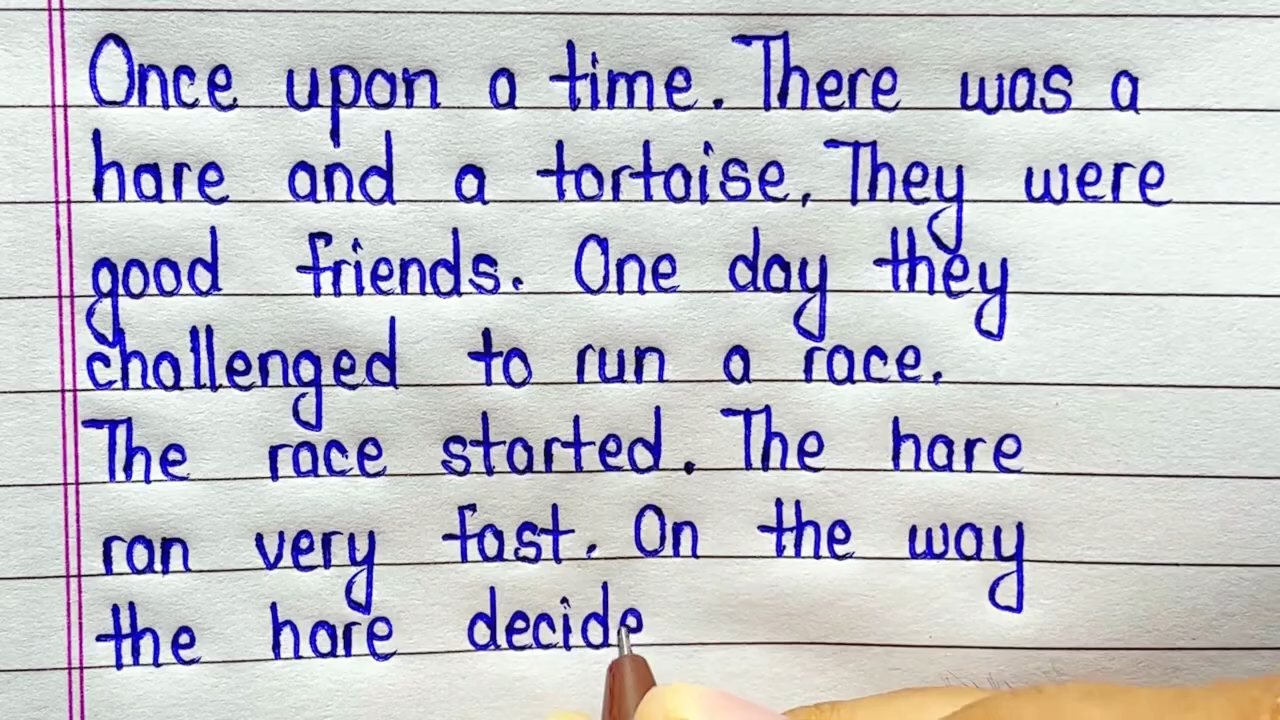 Once upon a time. There was a
hare and a tortoise. They were
good friends. One day they
challenged to run a race.
The race started. The hare
ran very fast. On the way
the hare decide